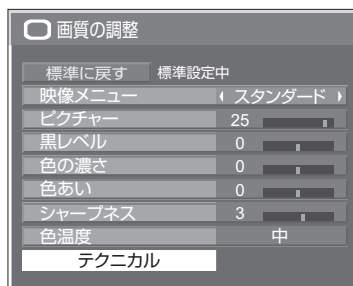 画質の調整
標準に戻す 標準設定中
映像メニュー スタンダード
ピクチャー 25
黒レベル 0
色の濃さ 0
色あい 0
シャープネス 3
色温度 中
テクニカル